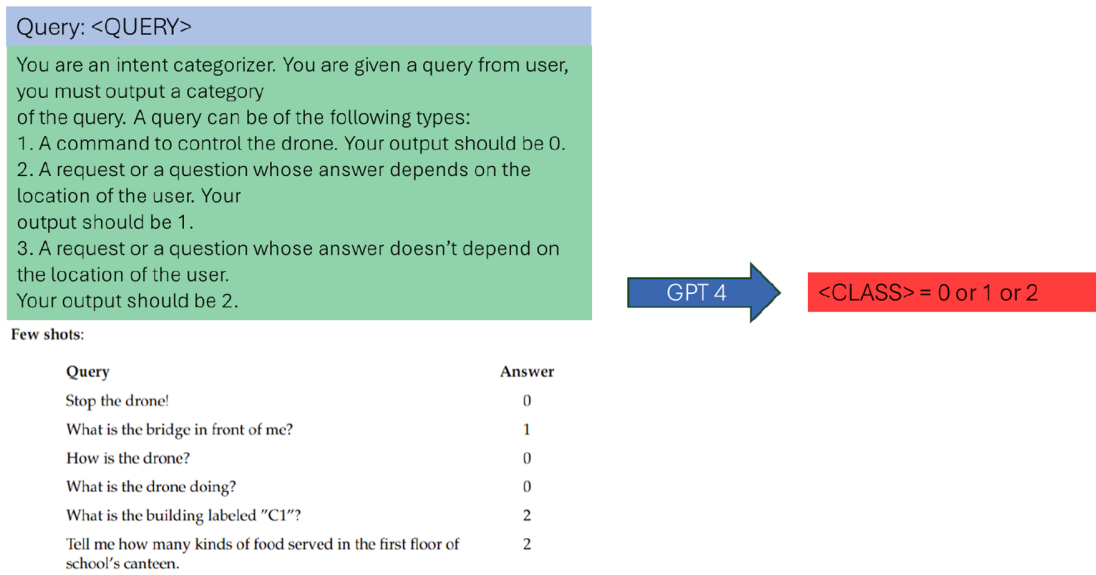 Query: <QUERY>
You are an intent categorizer. You are given a query from user,
you must output a category
of the query. A query can be of the following types:
1. A command to control the drone. Your output should be 0.
2. A request or a question whose answer depends on the
location of the user. Your
output should be 1.
3. A request or a question whose answer doesn't depend on
the location of the user.
Your output should be 2.
GPT 4
<CLASS> = 0 or 1 or 2
Few shots:
Query Answer
Stop the drone! 0
What is the bridge in front of me? 1
How is the drone? 0
What is the drone doing? 0
What is the building labeled ”C1”? 2
Tell me how many kinds of food served in the first floor of 2
school's canteen.